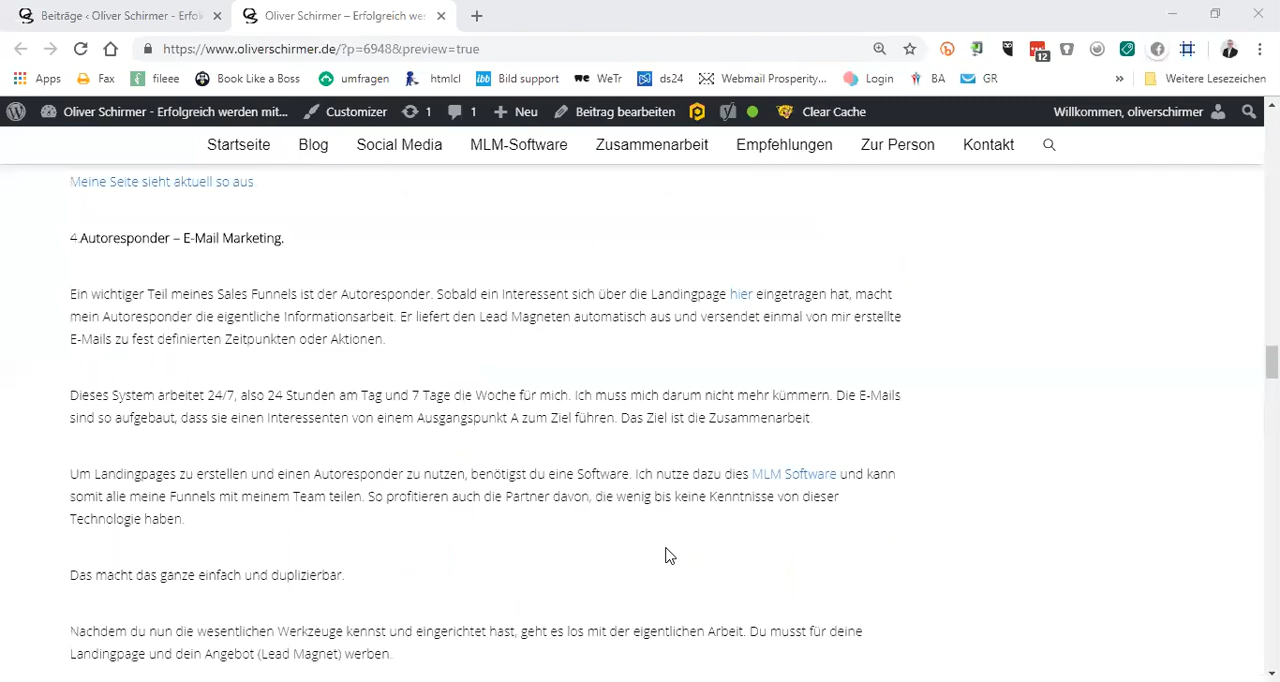 Beiträge ‹ Oliver Schirmer - Erfol
Oliver Schirmer – Erfolgreich wer
https://www.oliverschirmer.de/?p=6948&preview=true
12
Apps
Fax
fileee
Book Like a Boss
umfragen
htmlcl
Bild support
WeTr
ds24
Webmail Prosperity...
Login
BA
GR
»
Weitere Lesezeichen
Oliver Schirmer - Erfolgreich werden mit...
Customizer
1
1
Neu
Beitrag bearbeiten
Clear Cache
Willkommen, oliverschirmer
Startseite
Blog
Social Media
MLM-Software
Zusammenarbeit
Empfehlungen
Zur Person
Kontakt
Meine Seite sieht aktuell so aus
4.Autoresponder – E-Mail Marketing.
Ein wichtiger Teil meines Sales Funnels ist der Autoresponder. Sobald ein Interessent sich über die Landingpage hier eingetragen hat, macht
mein Autoresponder die eigentliche Informationsarbeit. Er liefert den Lead Magneten automatisch aus und versendet einmal von mir erstellte
E-Mails zu fest definierten Zeitpunkten oder Aktionen.
Dieses System arbeitet 24/7, also 24 Stunden am Tag und 7 Tage die Woche für mich. Ich muss mich darum nicht mehr kümmern. Die E-Mails
sind so aufgebaut, dass sie einen Interessenten von einem Ausgangspunkt A zum Ziel führen. Das Ziel ist die Zusammenarbeit.
Um Landingpages zu erstellen und einen Autoresponder zu nutzen, benötigst du eine Software. Ich nutze dazu dies MLM Software und kann
somit alle meine Funnels mit meinem Team teilen. So profitieren auch die Partner davon, die wenig bis keine Kenntnisse von dieser
Technologie haben.
Das macht das ganze einfach und duplizierbar.
Nachdem du nun die wesentlichen Werkzeuge kennst und eingerichtet hast, geht es los mit der eigentlichen Arbeit. Du musst für deine
Landingpage und dein Angebot (Lead Magnet) werben.